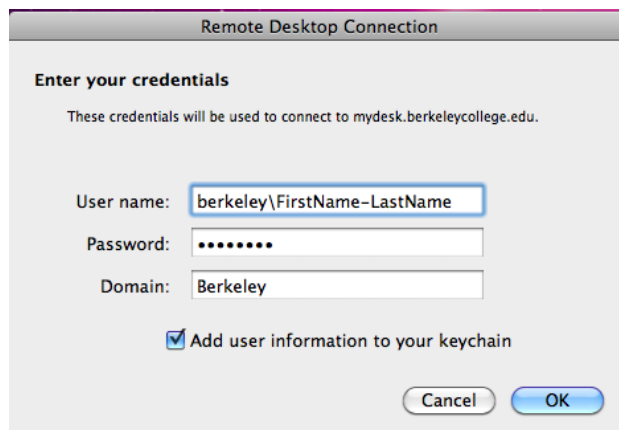 Remote Desktop Connection
Enter your credentials
These credentials will be used to connect to mydesk.berkeleycollege.edu.
User name: berkeley\FirstName-LastName
Password: ••••••••
Domain: Berkeley
Add user information to your keychain
Cancel OK